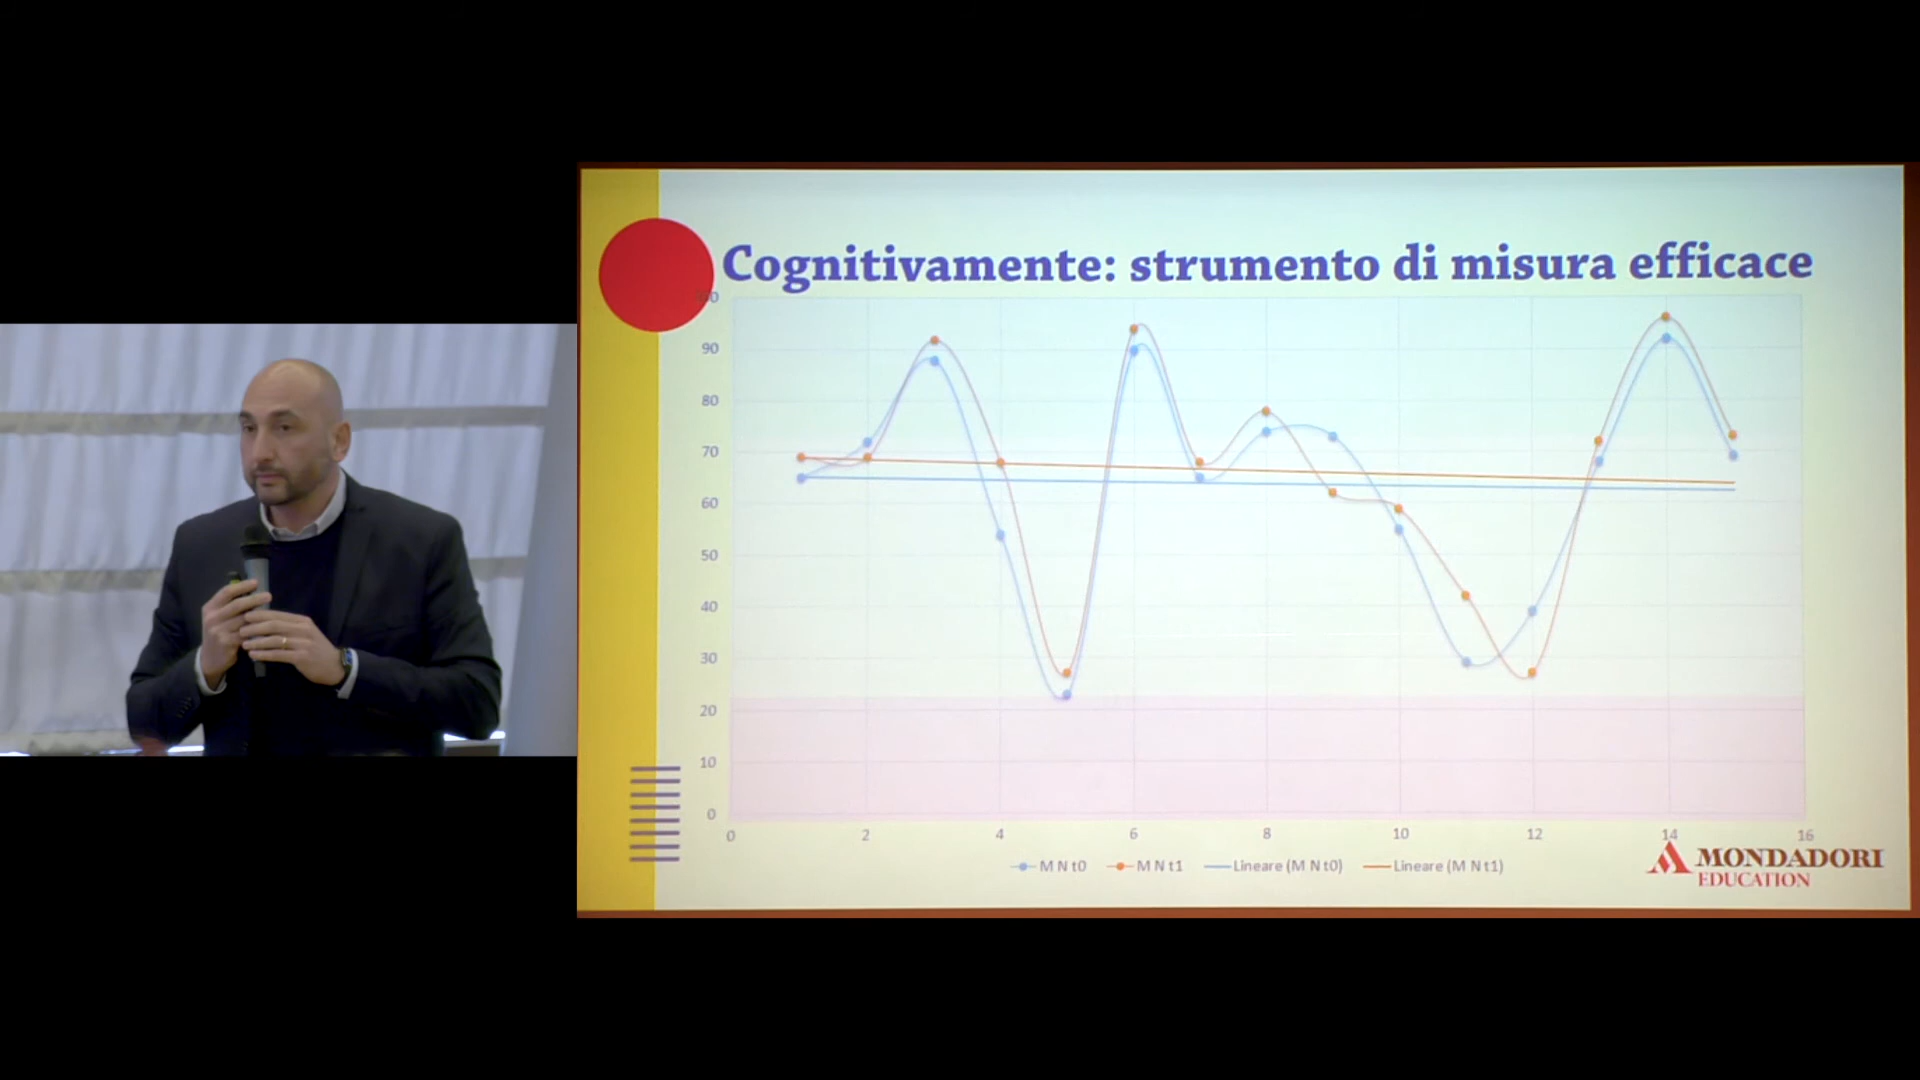 Cognitivamente: strumento di misura efficace
90
80
70
60
50
40
30
20
10
0
0 2 4 6 8 10 12 14 16
M N t0 M N t1 Lineare (M N t0) Lineare (M N t1)
MONDADORI
EDUCATION